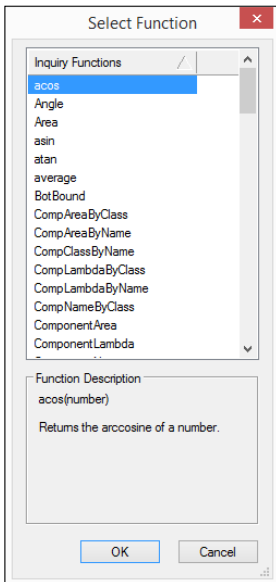 Select Function
Inquiry Functions
acos
Angle
Area
asin
atan
average
BotBound
CompAreaByClass
CompAreaByName
CompClassByName
CompLambdaByClass
CompLambdaByName
CompNameByClass
ComponentArea
ComponentLambda
Function Description
acos(number)
Returns the arccosine of a number.
OK
Cancel